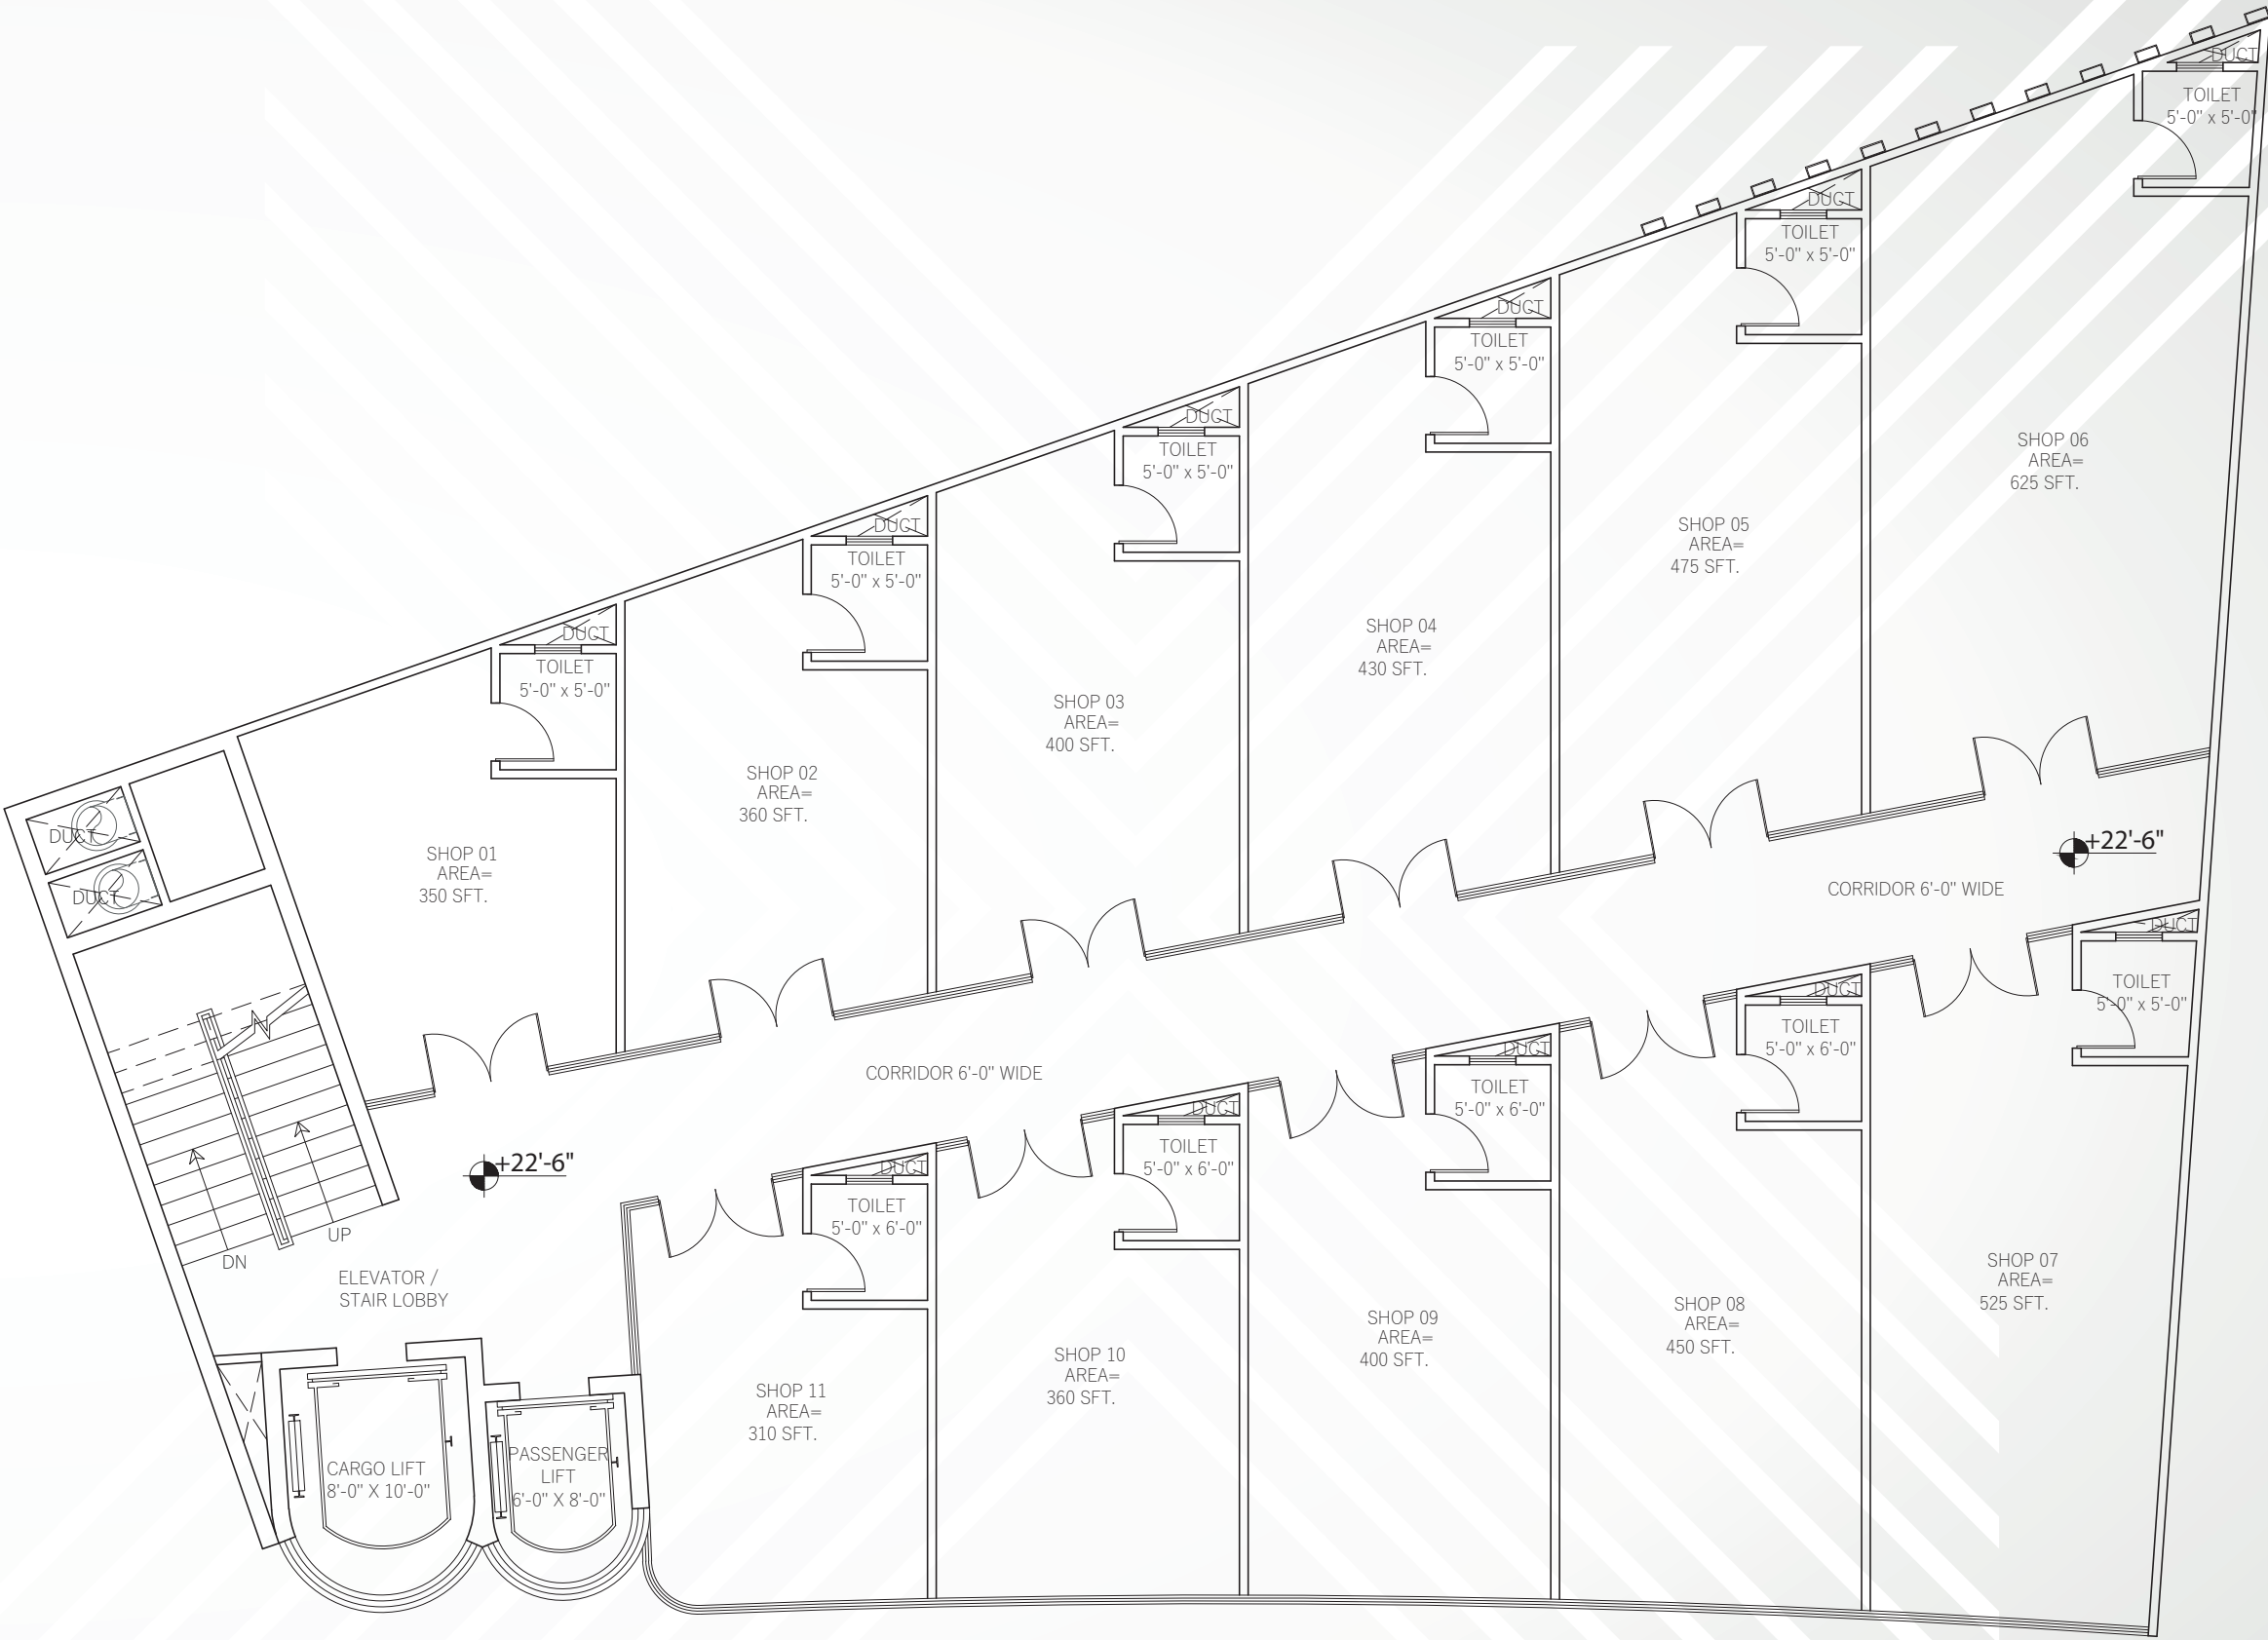 DUCT
TOILET
5'-0" x 5'-0"
DUCT
TOILET
5'-0" x 5'-0"
DUCT
TOILET
5'-0" x 5'-0"
DUCT
TOILET
5'-0" x 5'-0"
DUCT
TOILET
5'-0" x 5'-0"
DUCT
TOILET
5'-0" x 5'-0"
SHOP 06
AREA=
625 SFT.
SHOP 05
AREA=
475 SFT.
SHOP 04
AREA=
430 SFT.
SHOP 03
AREA=
400 SFT.
SHOP 02
AREA=
360 SFT.
SHOP 01
AREA=
350 SFT.
DUCT
DUCT
+22'-6"
CORRIDOR 6'-0" WIDE
CORRIDOR 6'-0" WIDE
+22'-6"
DUCT
TOILET
5'-0" x 5'-0"
DUCT
TOILET
5'-0" x 6'-0"
DUCT
TOILET
5'-0" x 6'-0"
DUCT
TOILET
5'-0" x 6'-0"
DUCT
TOILET
5'-0" x 6'-0"
UP
DN
ELEVATOR /
STAIR LOBBY
SHOP 07
AREA=
525 SFT.
SHOP 08
AREA=
450 SFT.
SHOP 09
AREA=
400 SFT.
SHOP 10
AREA=
360 SFT.
SHOP 11
AREA=
310 SFT.
CARGO LIFT
8'-0" X 10'-0"
PASSENGER
LIFT
6'-0" X 8'-0"